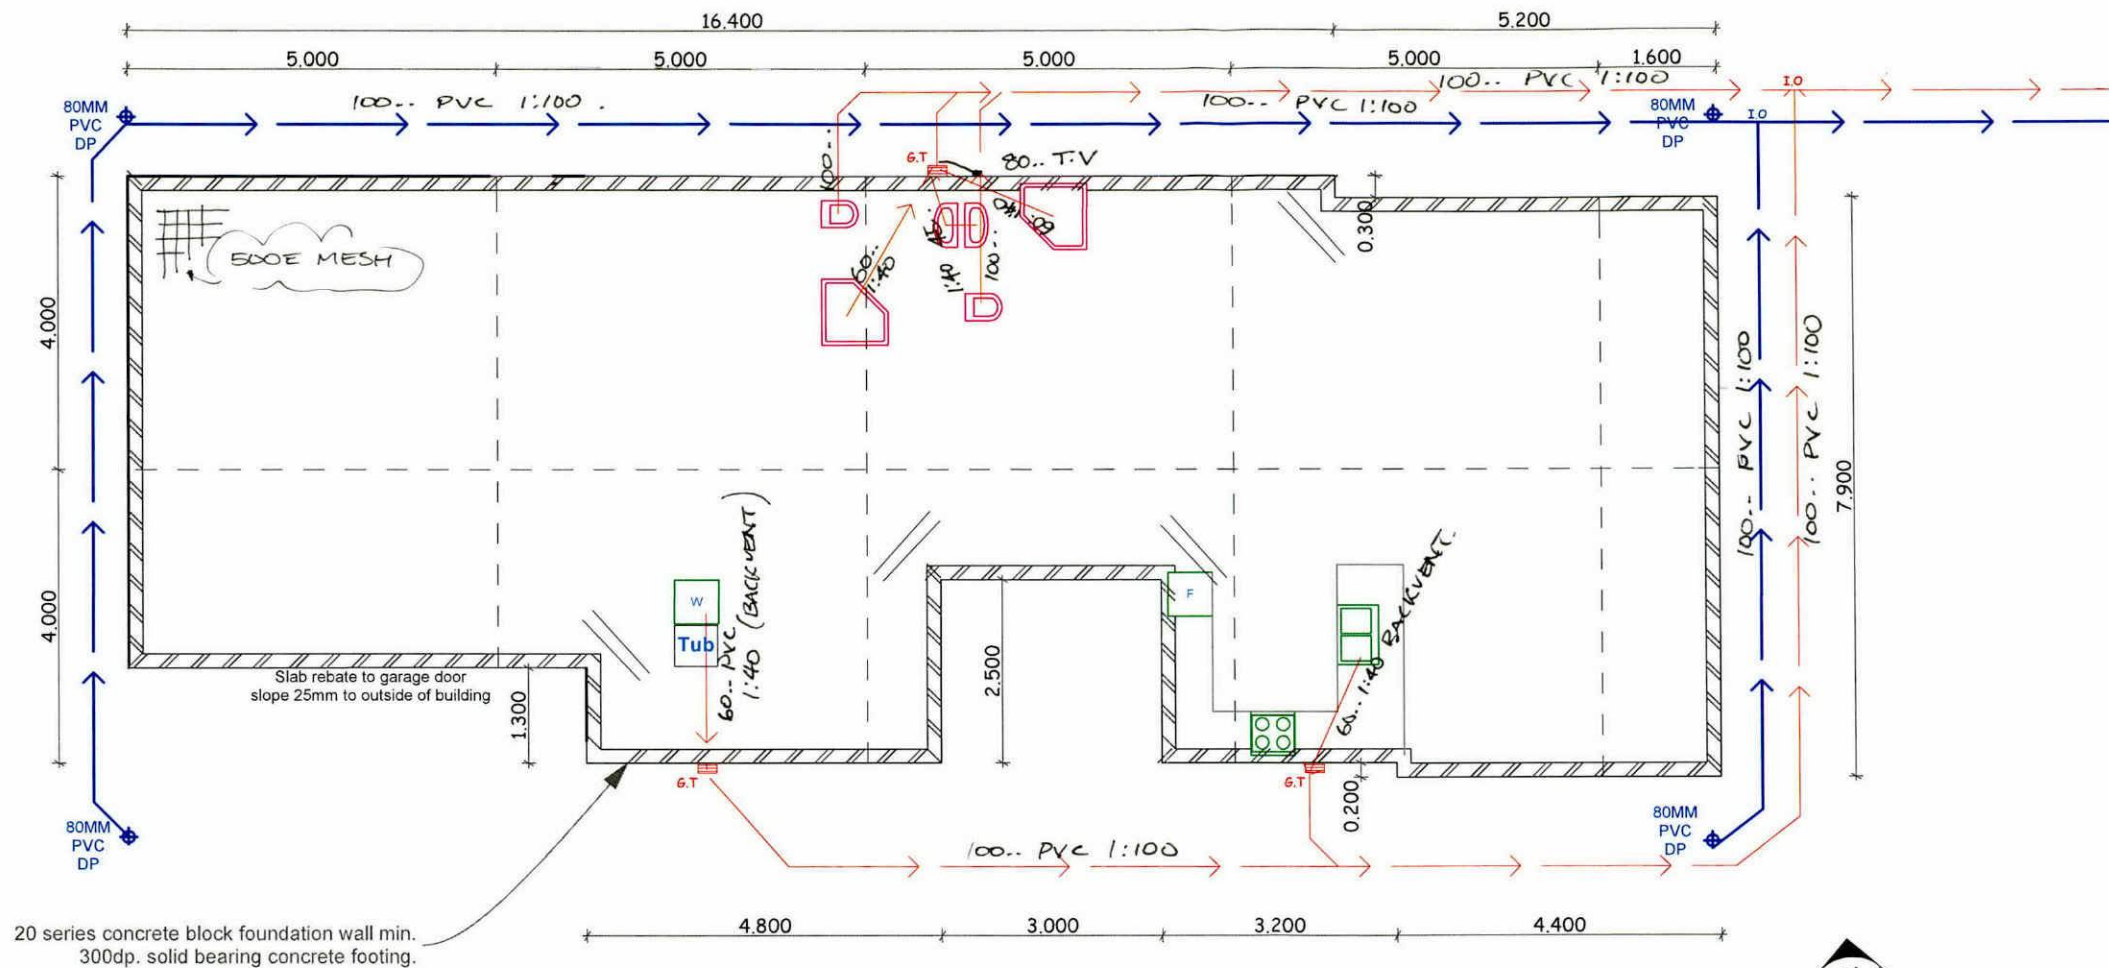 16.400
5.200
5.000
5.000
5.000
5.000
1.600
100.. PVC 1:100
I.O
80MM
PVC
DP
100.. PVC 1:100 .
100.. PVC 1:100
80MM
PVC
DP
I.O
100..
G.T
80.. T.V
500E MESH
60..
1:40
45..
1:40
100..
60..
1:40
0.300
4.000
4.000
100.. PVC 1:100
100.. PVC 1:100
7.900
W
Tub
60.. PVC
1:40 (BACK VENT)
F
60.. 1:40 BACKVENT.
2.500
Slab rebate to garage door
slope 25mm to outside of building
1.300
G.T
G.T
0.200
80MM
PVC
DP
100.. PVC 1:100
80MM
PVC
DP
4.800
3.000
3.200
4.400
20 series concrete block foundation wall min.
300dp. solid bearing concrete footing.